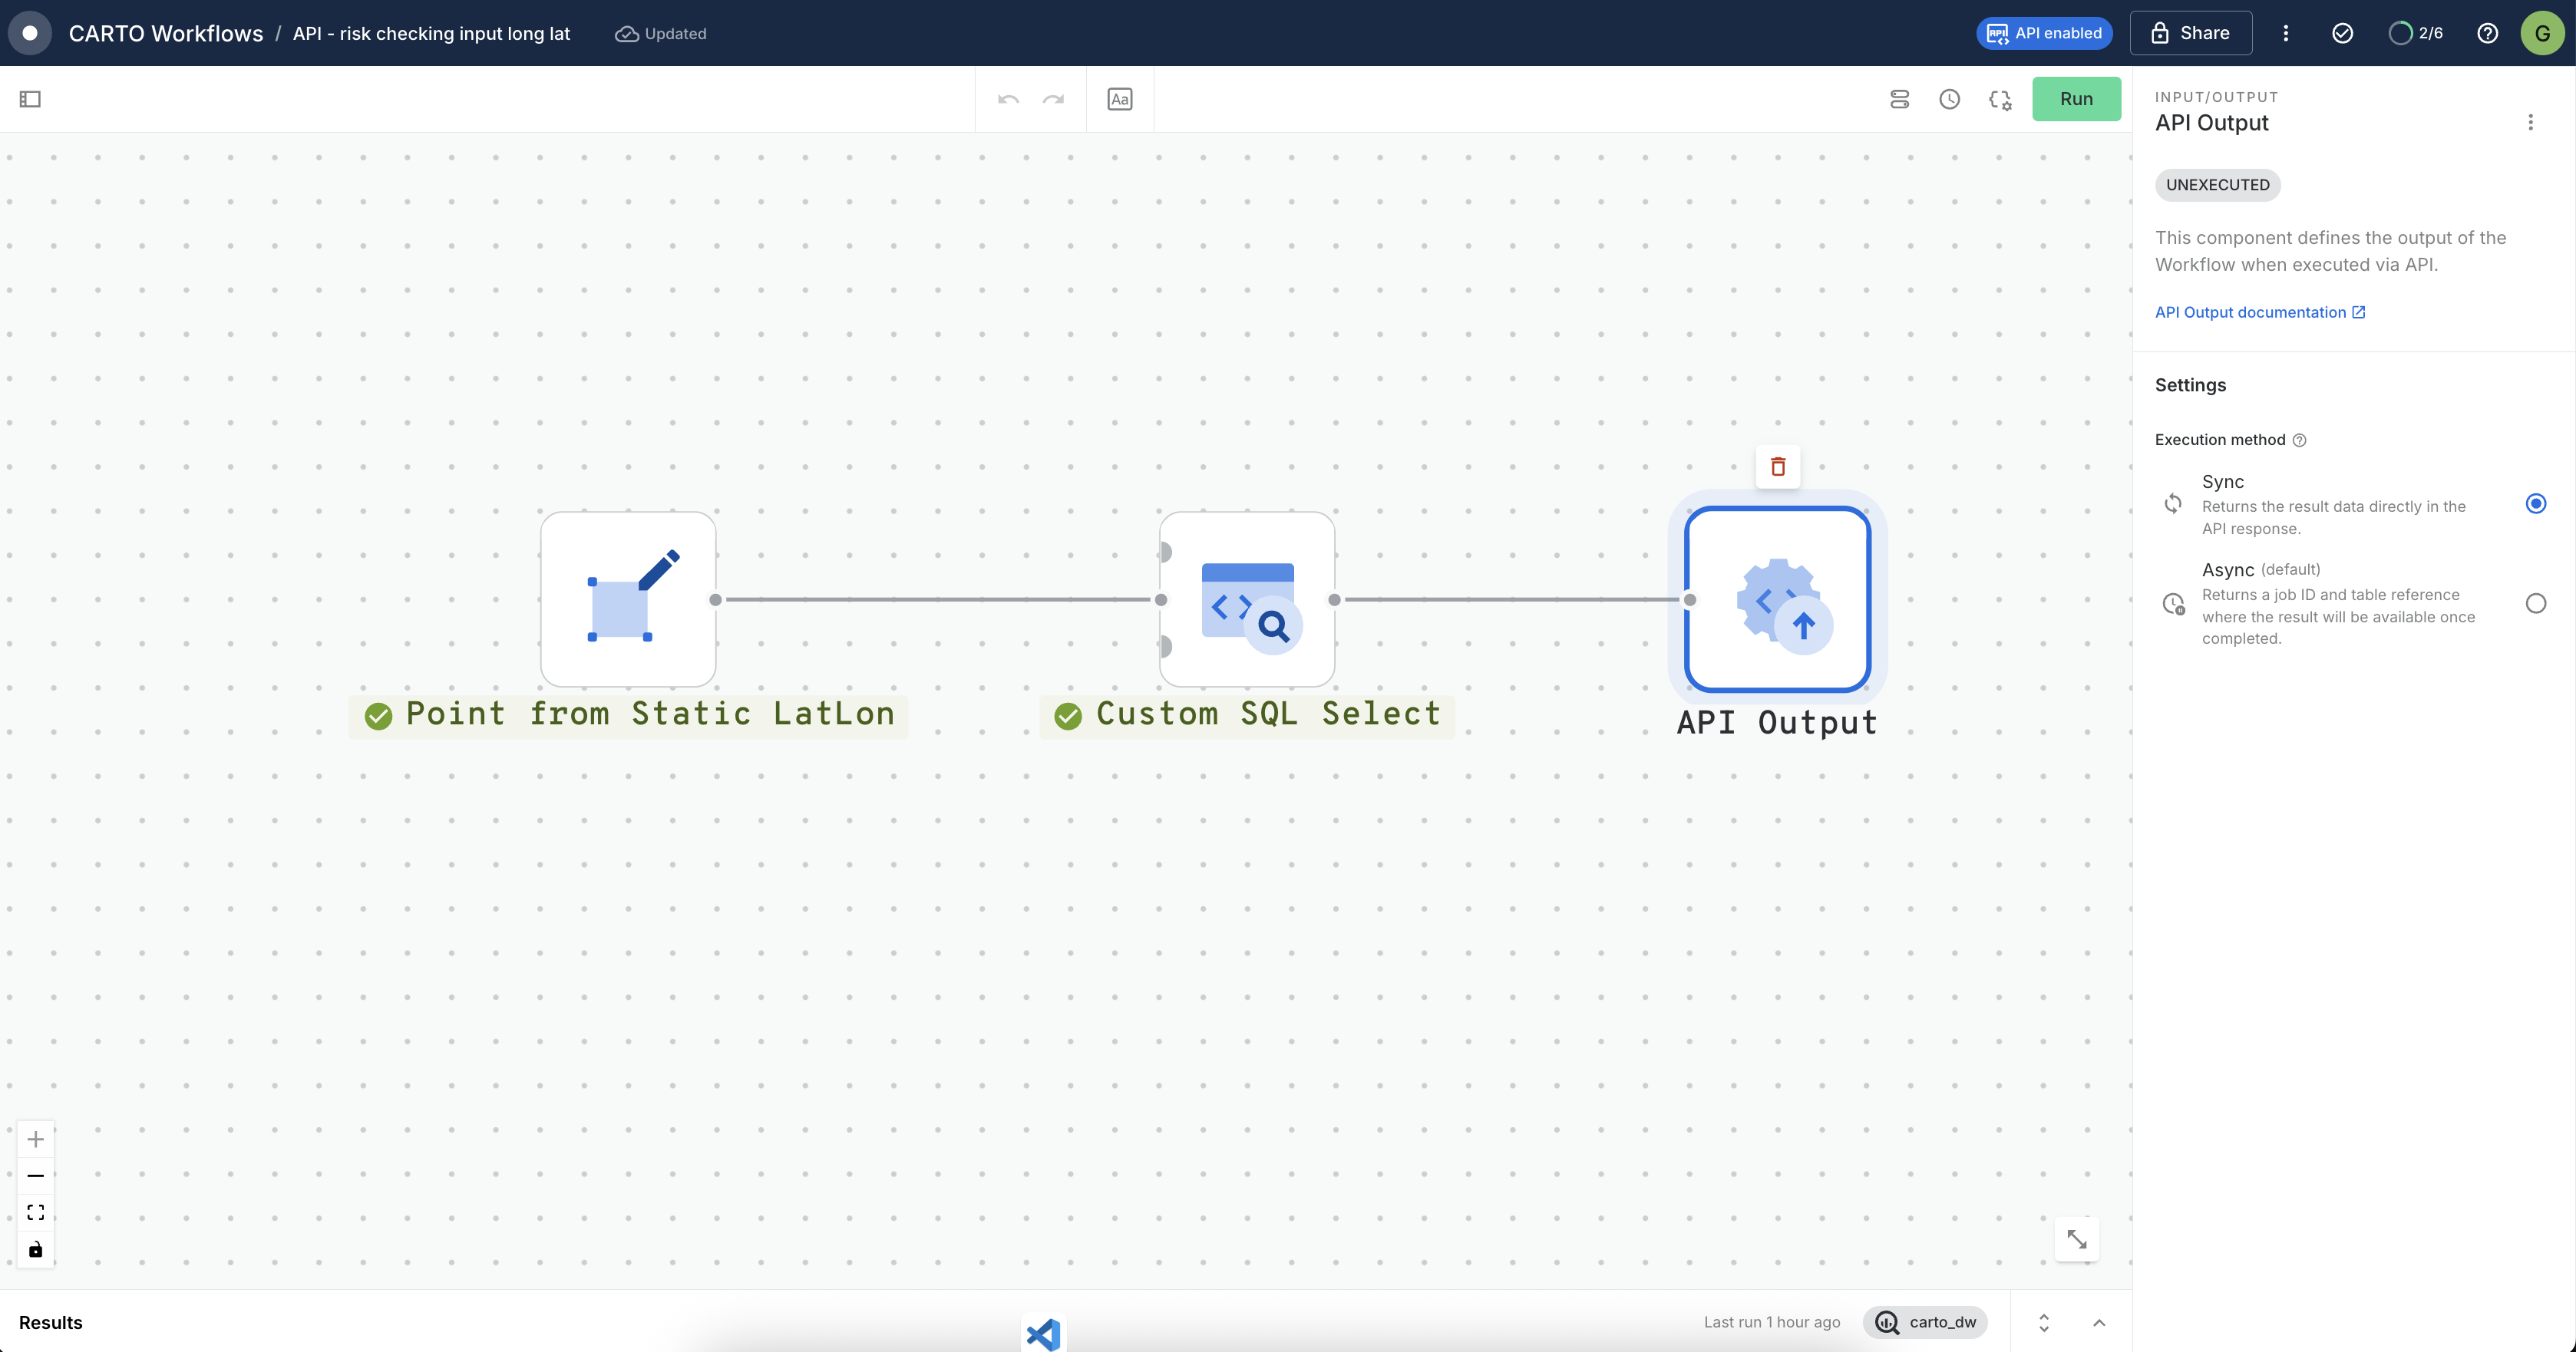 CARTO Workflows / API - risk checking input long lat Updated
API enabled Share 2/6 G
Aa Run
INPUT/OUTPUT
API Output
UNEXECUTED
This component defines the output of the
Workflow when executed via API.
API Output documentation
Settings
Execution method
Sync
Returns the result data directly in the
API response.
Async (default)
Returns a job ID and table reference
where the result will be available once
completed.
Point from Static LatLon
Custom SQL Select
API Output
Results
Last run 1 hour ago carto_dw